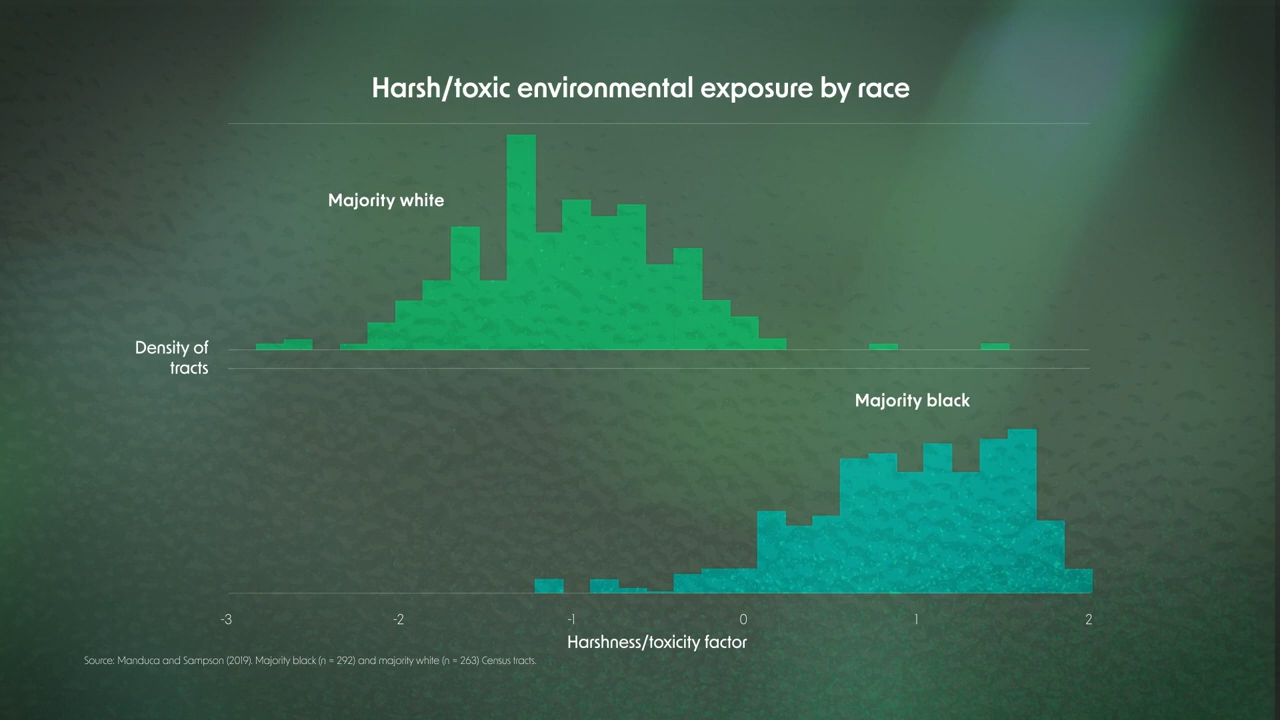 Harsh/toxic environmental exposure by race
Majority white
Density of
tracts
Majority black
-3 -2 -1 0 1 2
Harshness/toxicity factor
Source: Manduca and Sampson (2019). Majority black (n = 292) and majority white (n = 263) Census tracts.